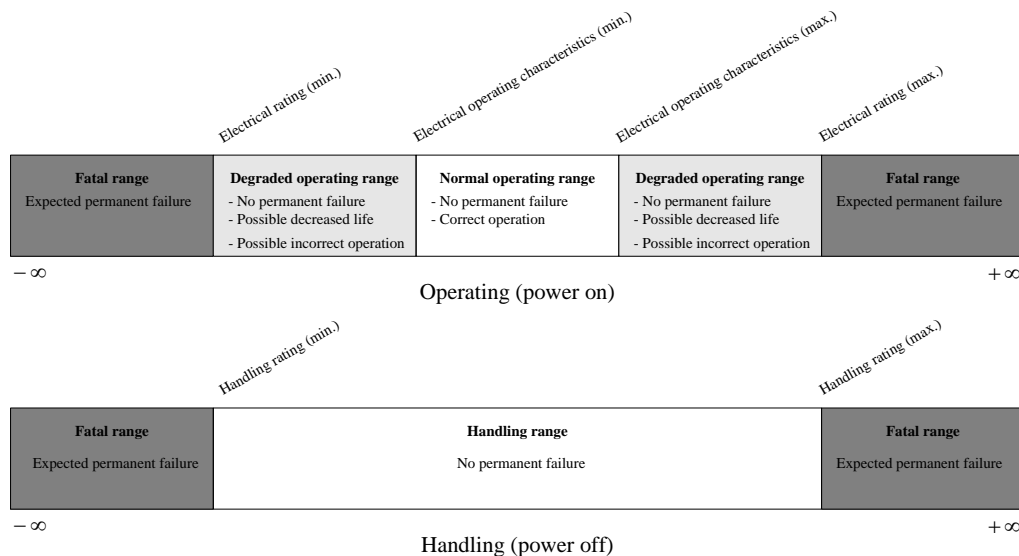 Electrical rating (min.)
Electrical operating characteristics (min.)
Electrical operating characteristics (max.)
Electrical rating (max.)
Fatal range
Expected permanent failure
Degraded operating range
- No permanent failure
- Possible decreased life
- Possible incorrect operation
Normal operating range
- No permanent failure
- Correct operation
Degraded operating range
- No permanent failure
- Possible decreased life
- Possible incorrect operation
Fatal range
Expected permanent failure
– ∞
+ ∞
Operating (power on)
Handling rating (min.)
Handling rating (max.)
Fatal range
Expected permanent failure
Handling range
No permanent failure
Fatal range
Expected permanent failure
– ∞
+ ∞
Handling (power off)